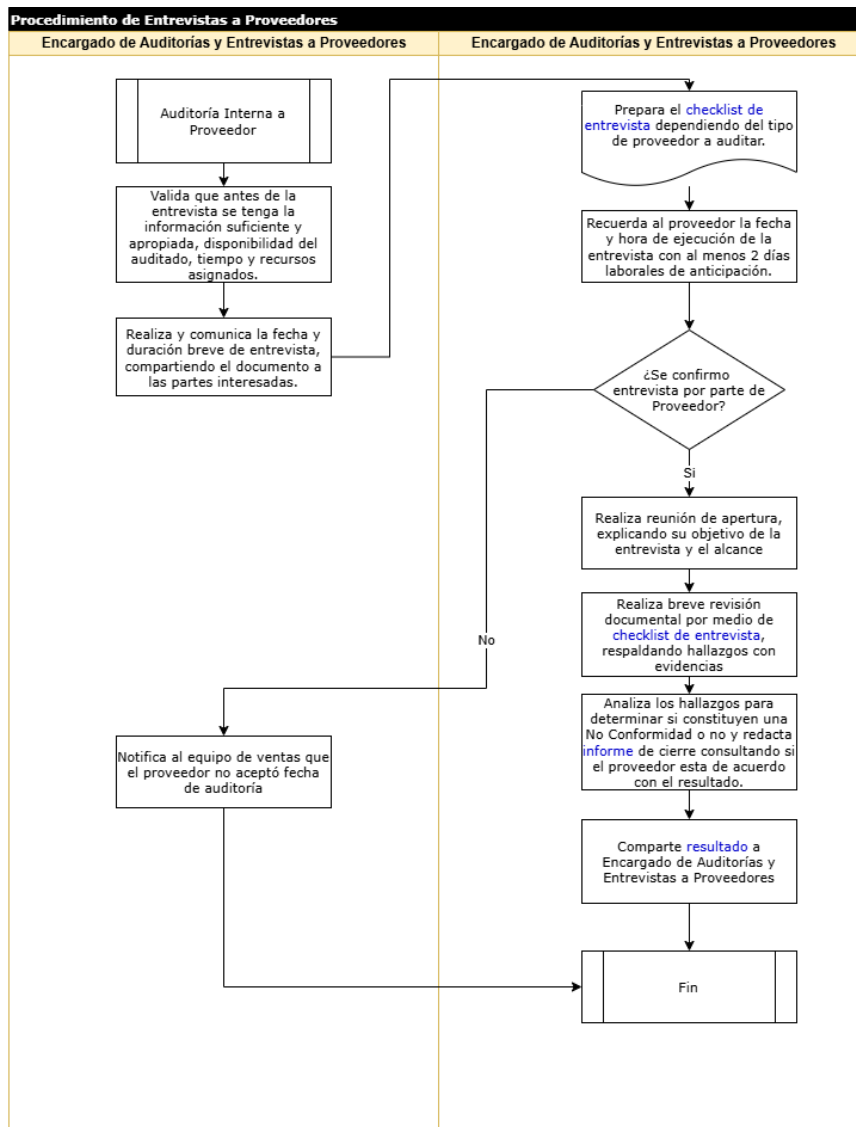 Procedimiento de Entrevistas a Proveedores
Encargado de Auditorías y Entrevistas a Proveedores
Encargado de Auditorías y Entrevistas a Proveedores
Auditoría Interna a
Proveedor
Valida que antes de la
entrevista se tenga la
información suficiente y
apropiada, disponibilidad del
auditado, tiempo y recursos
asignados.
Realiza y comunica la fecha y
duración breve de entrevista,
compartiendo el documento a
las partes interesadas.
Prepara el checklist de
entrevista dependiendo del tipo
de proveedor a auditar.
Recuerda al proveedor la fecha
y hora de ejecución de la
entrevista con al menos 2 días
laborales de anticipación.
¿Se confirmo
entrevista por parte de
Proveedor?
Si
Realiza reunión de apertura,
explicando su objetivo de la
entrevista y el alcance
Realiza breve revisión
documental por medio de
checklist de entrevista,
respaldando hallazgos con
evidencias
No
Analiza los hallazgos para
determinar si constituyen una
No Conformidad o no y redacta
informe de cierre consultando si
el proveedor esta de acuerdo
con el resultado.
Notifica al equipo de ventas que
el proveedor no aceptó fecha
de auditoría
Comparte resultado a
Encargado de Auditorías y
Entrevistas a Proveedores
Fin